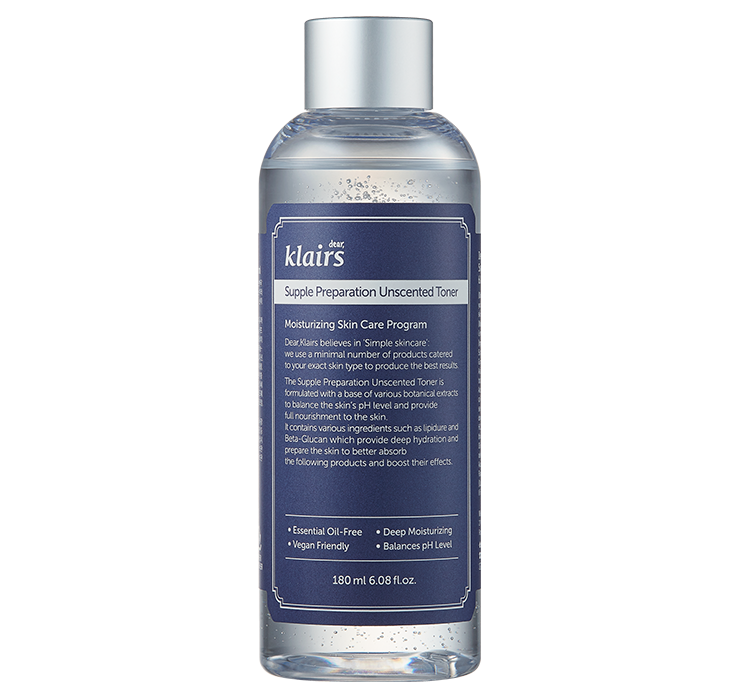 dear,
klairs
Supple Preparation Unscented Toner
Moisturizing Skin Care Program
Dear,Klairs believes in 'Simple skincare':
we use a minimal number of products catered
to your exact skin type to produce the best results.
The Supple Preparation Unscented Toner is
formulated with a base of various botanical extracts
to balance the skin's pH level and provide
full nourishment to the skin.
It contains various ingredients such as lipidure and
Beta-Glucan which provide deep hydration and
prepare the skin to better absorb
the following products and boost their effects.
• Essential Oil-Free • Deep Moisturizing
• Vegan Friendly • Balances pH Level
180 ml 6.08 fl.oz.